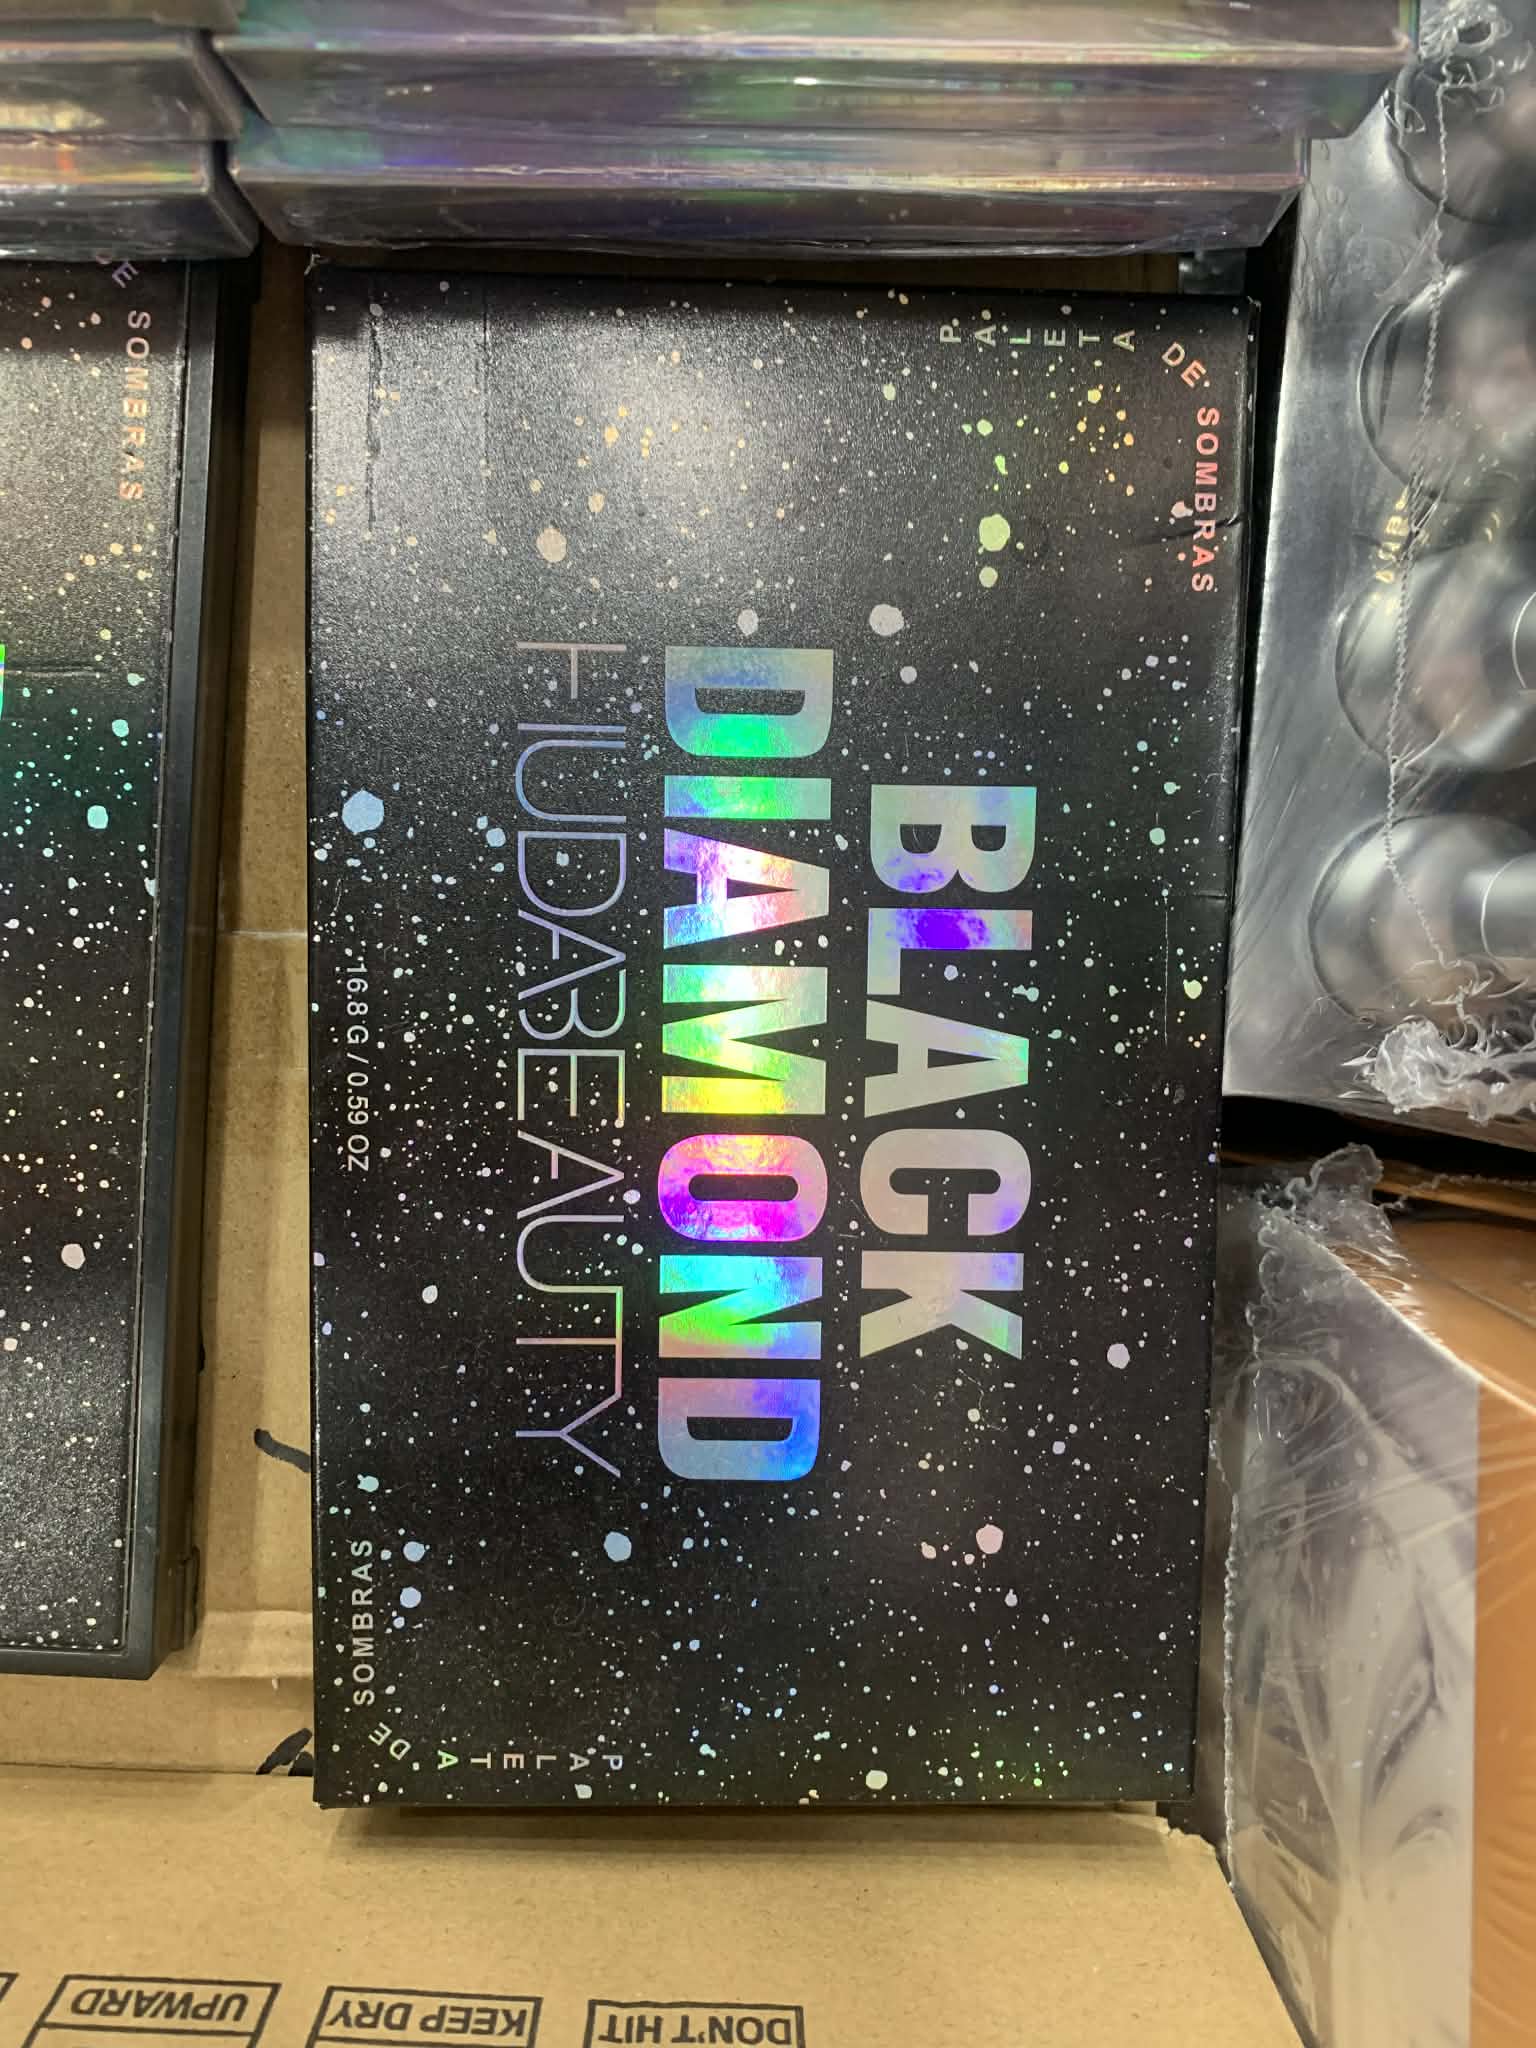 PALETA DE SOMBRAS
BLACK
DIAMOND
HUDABEAUTY
16.8 G / 0.59 OZ
PALETA DE SOMBRAS
DE SOMBRAS
DON'T HIT
KEEP DRY
UPWARD